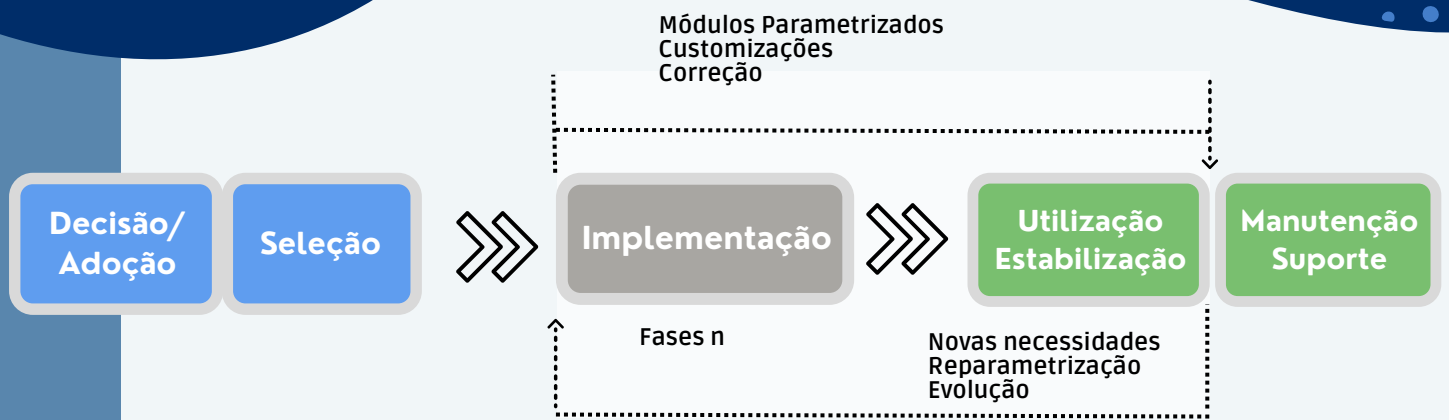 Módulos Parametrizados
Customizações
Correção
Decisão/
Adoção
Seleção
Implementação
Utilização
Estabilização
Manutenção
Suporte
Fases n
Novas necessidades
Reparametrização
Evolução